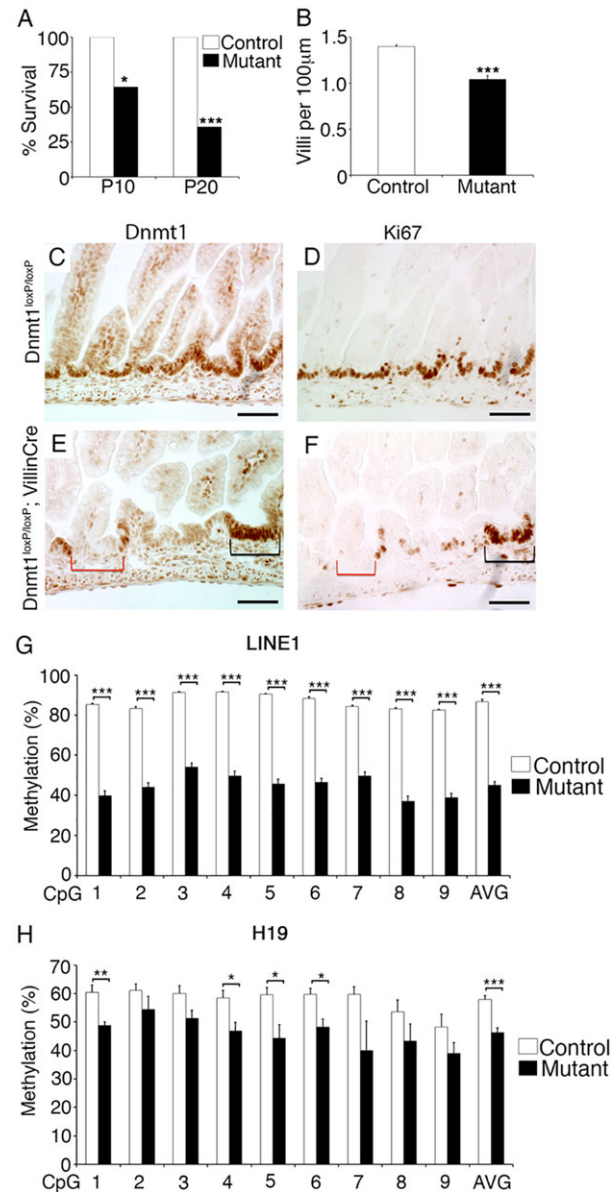 A
% Survival
100
75
50
25
0
*
***
P10
P20
Control
Mutant
B
Villi per 100µm
1.5
1.0
0.5
0
***
Control
Mutant
Dnmt1
Ki67
Dnmt1loxP/loxP
C
D
Dnmt1loxP/loxP; VillinCre
E
F
G
LINE1
Methylation (%)
100
80
60
40
20
0
*** *** *** *** *** *** *** *** *** ***
Control
Mutant
CpG 1 2 3 4 5 6 7 8 9 AVG
H
H19
Methylation (%)
70
60
50
40
30
20
10
0
** * * * ***
Control
Mutant
CpG 1 2 3 4 5 6 7 8 9 AVG